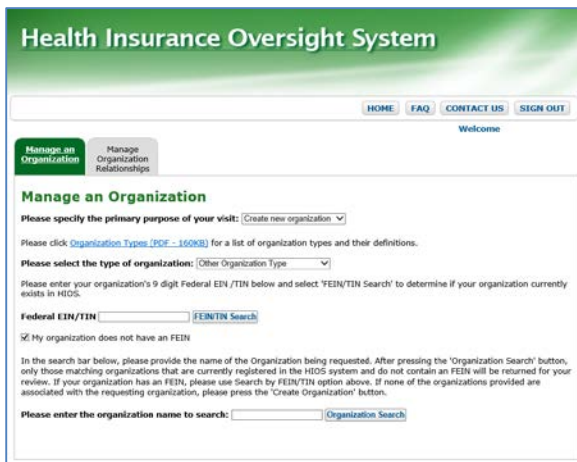 Health Insurance Oversight System
HOME FAQ CONTACT US SIGN OUT
Welcome
Manage an
Organization
Manage
Organization
Relationships
Manage an Organization
Please specify the primary purpose of your visit: Create new organization
Please click Organization Types (PDF - 160KB) for a list of organization types and their definitions.
Please select the type of organization: Other Organization Type
Please enter your organization's 9 digit Federal EIN /TIN below and select 'FEIN/TIN Search' to determine if your organization currently
exists in HIOS.
Federal EIN/TIN FEIN/TIN Search
My organization does not have an FEIN
In the search bar below, please provide the name of the Organization being requested. After pressing the 'Organization Search' button,
only those matching organizations that are currently registered in the HIOS system and do not contain an FEIN will be returned for your
review. If your organization has an FEIN, please use Search by FEIN/TIN option above. If none of the organizations provided are
associated with the requesting organization, please press the 'Create Organization' button.
Please enter the organization name to search: Organization Search